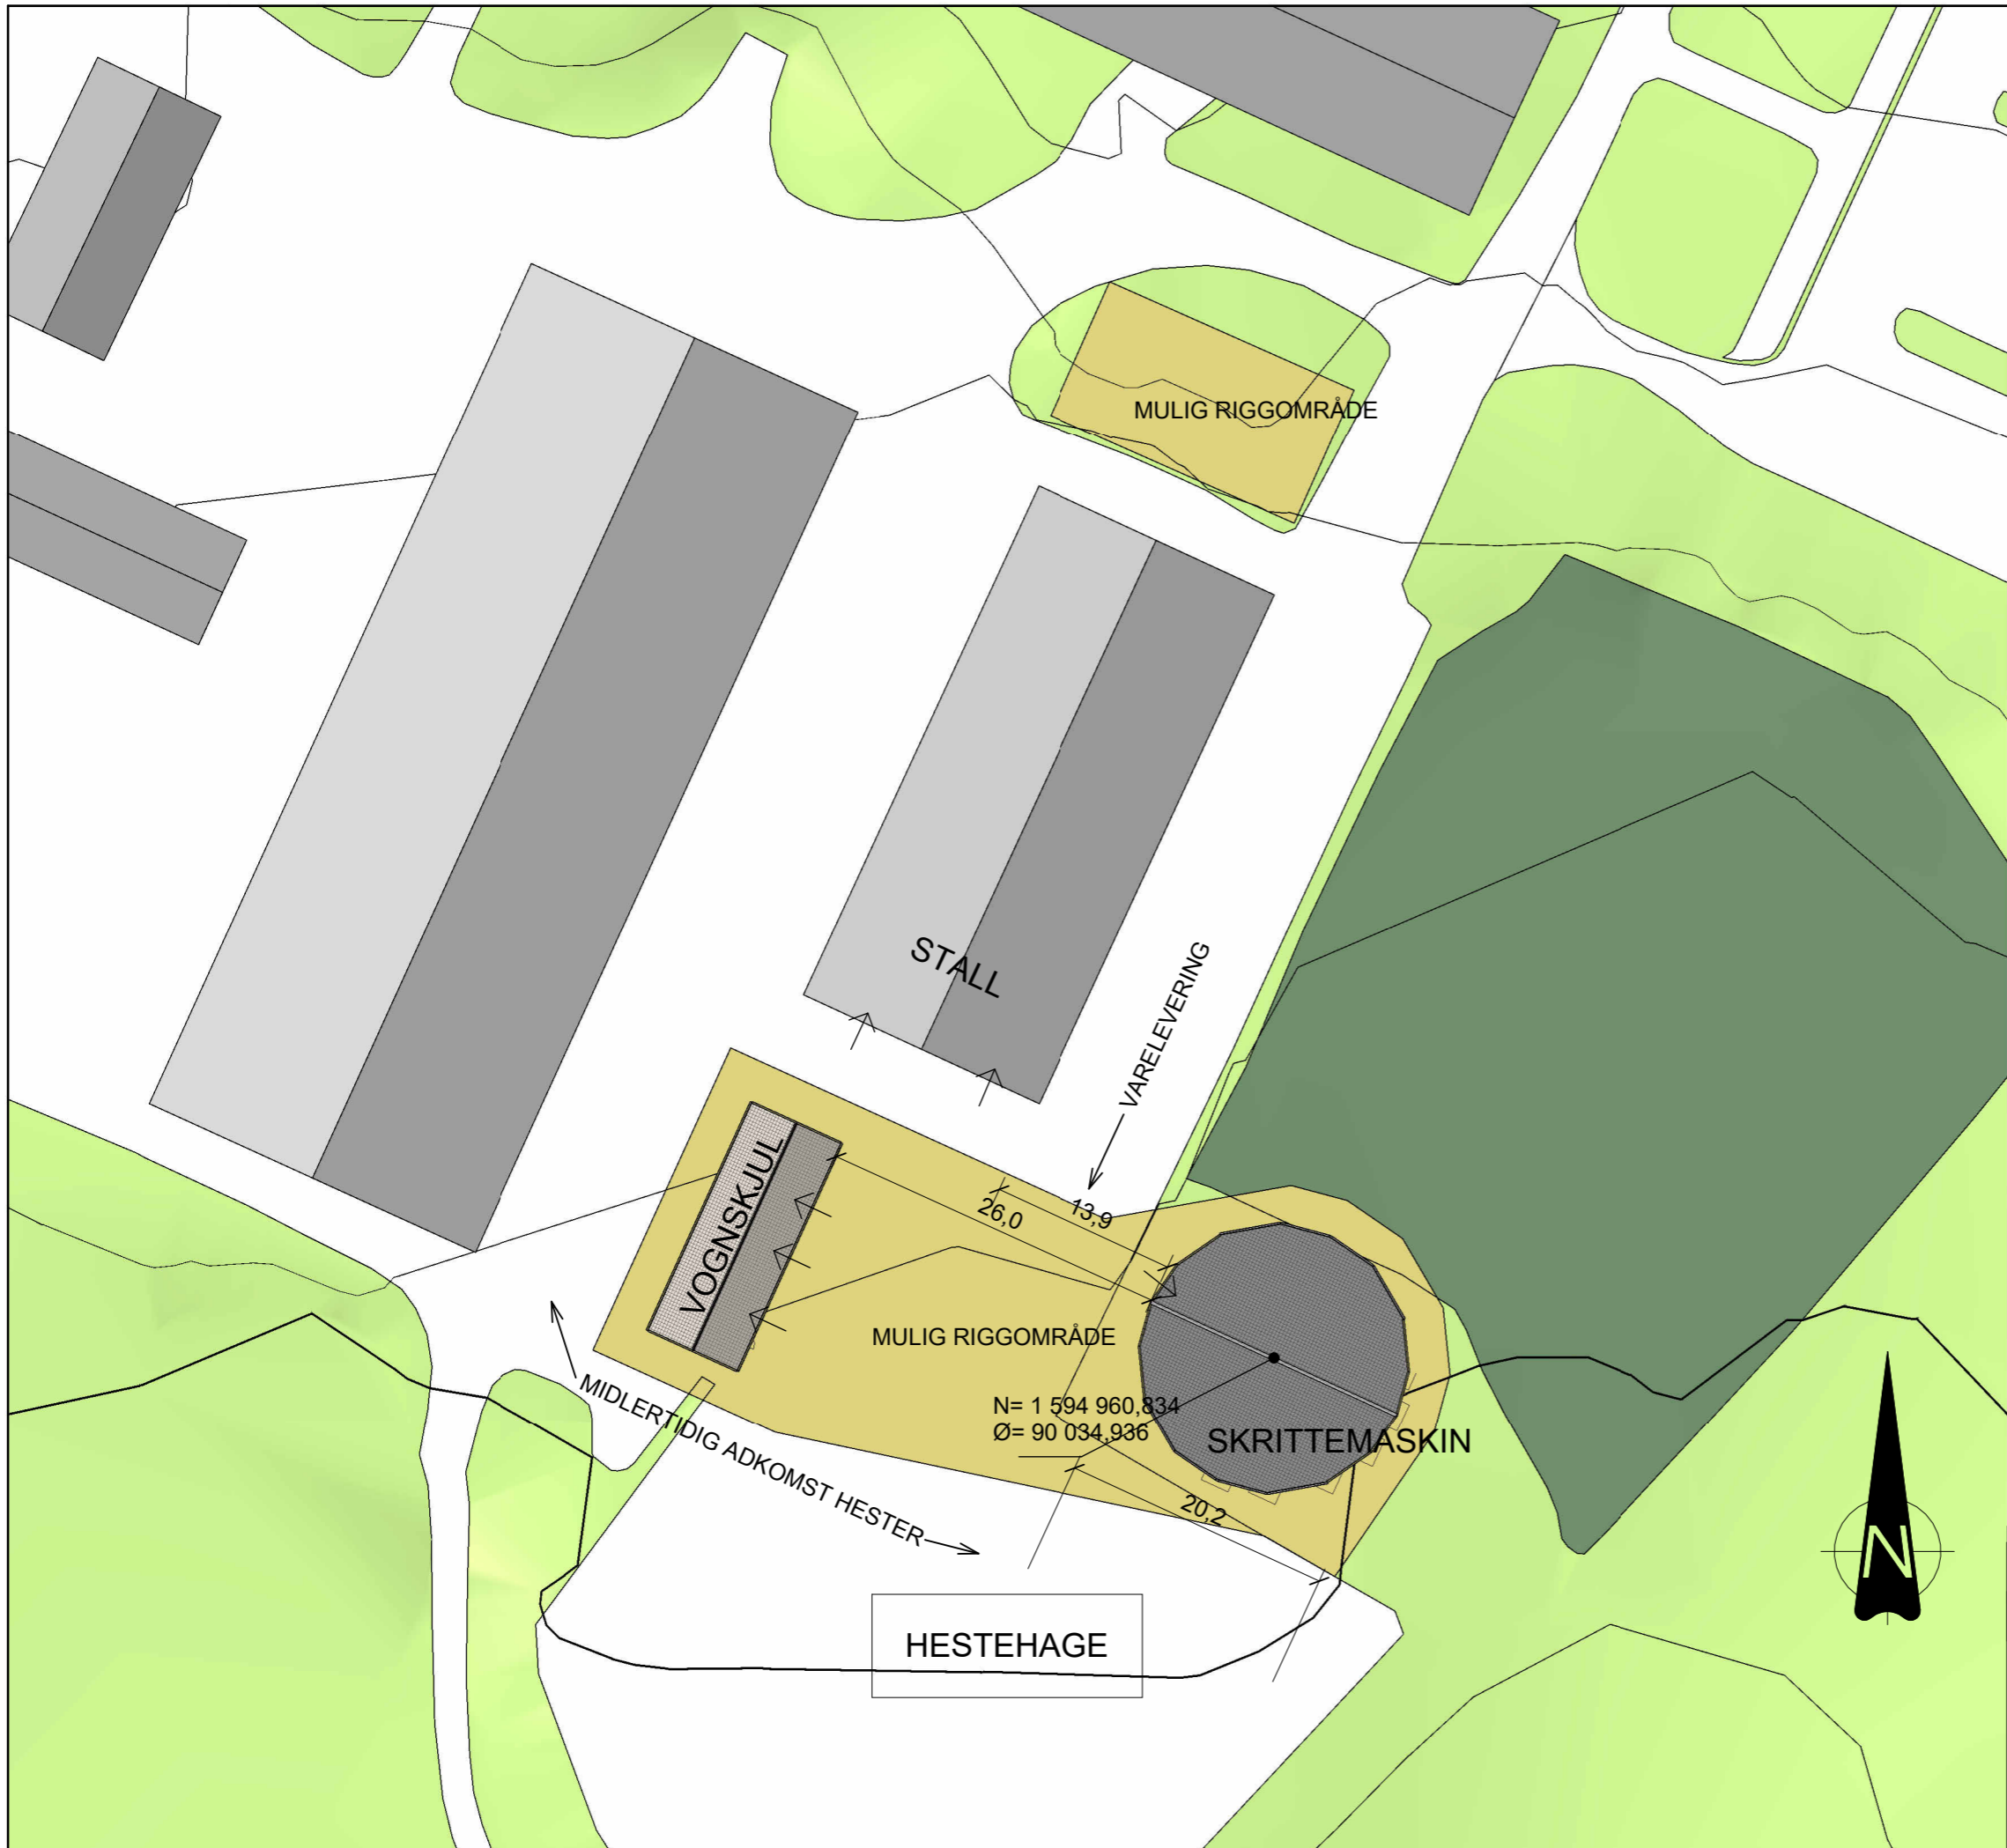 MULIG RIGGOMRÅDE
STALL
VARELEVERING
VOGNSKJUL
26,0
13,9
MULIG RIGGOMRÅDE
N= 1 594 960,834
Ø= 90 034,936
SKRITTEMASKIN
MIDLERTIDIG ADKOMST HESTER
20,2
N
HESTEHAGE